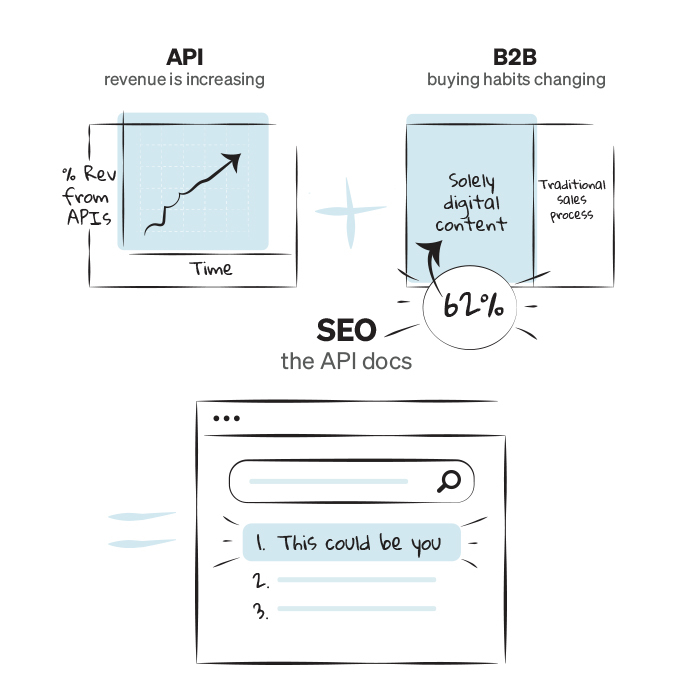 API
revenue is increasing
% Rev
from
APIs
Time
B2B
buying habits changing
Solely
digital
content
Traditional
sales
process
62%
SEO
the API docs
1. This could be you
2.
3.